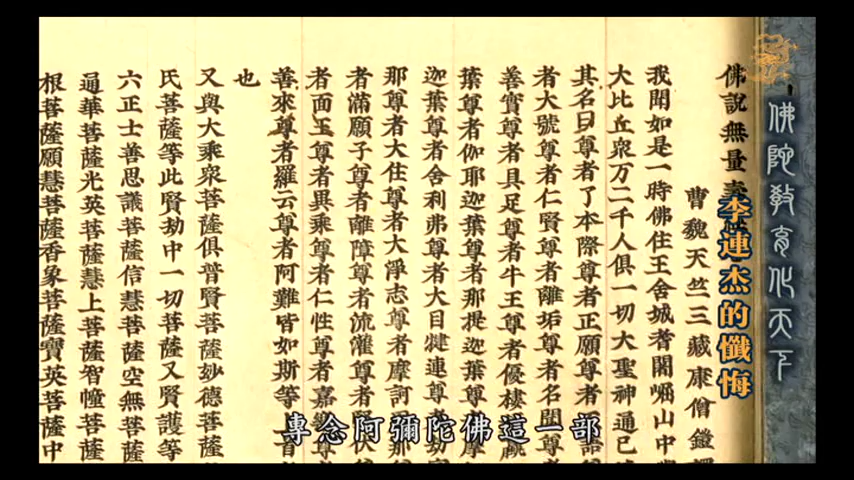 佛陀教育化天下
李連杰的懺悔
佛說無量
曹魏天竺三藏康僧鎧譯
我聞如是一時佛住王舍城耆闍崛山中
大比丘眾万二千人俱一切大聖神通已
其名曰尊者了本際尊者正願尊者語
者大號尊者仁賢尊者離垢尊者名聞尊
善實尊者具足尊者牛王尊者優樓蠃
葉尊者伽耶迦葉尊者那提迦葉尊者摩
迦葉尊者舍利弗尊者大目揵連尊
那尊者大住尊者大淨志尊者摩訶那
者滿願子尊者離障尊者流灌尊者伏
者面王尊者異乘尊者仁性尊者嘉
善來尊者羅云尊者阿難皆如斯等上首者
也
又與大乘眾菩薩俱普賢菩薩妙德菩薩
氏菩薩等此賢劫中一切菩薩又賢護等
六正士善思議菩薩信慧菩薩空無菩薩
通華菩薩光英菩薩慧上菩薩智幢菩薩
根菩薩願慧菩薩香象菩薩寶英菩薩中
專念阿彌陀佛這一部